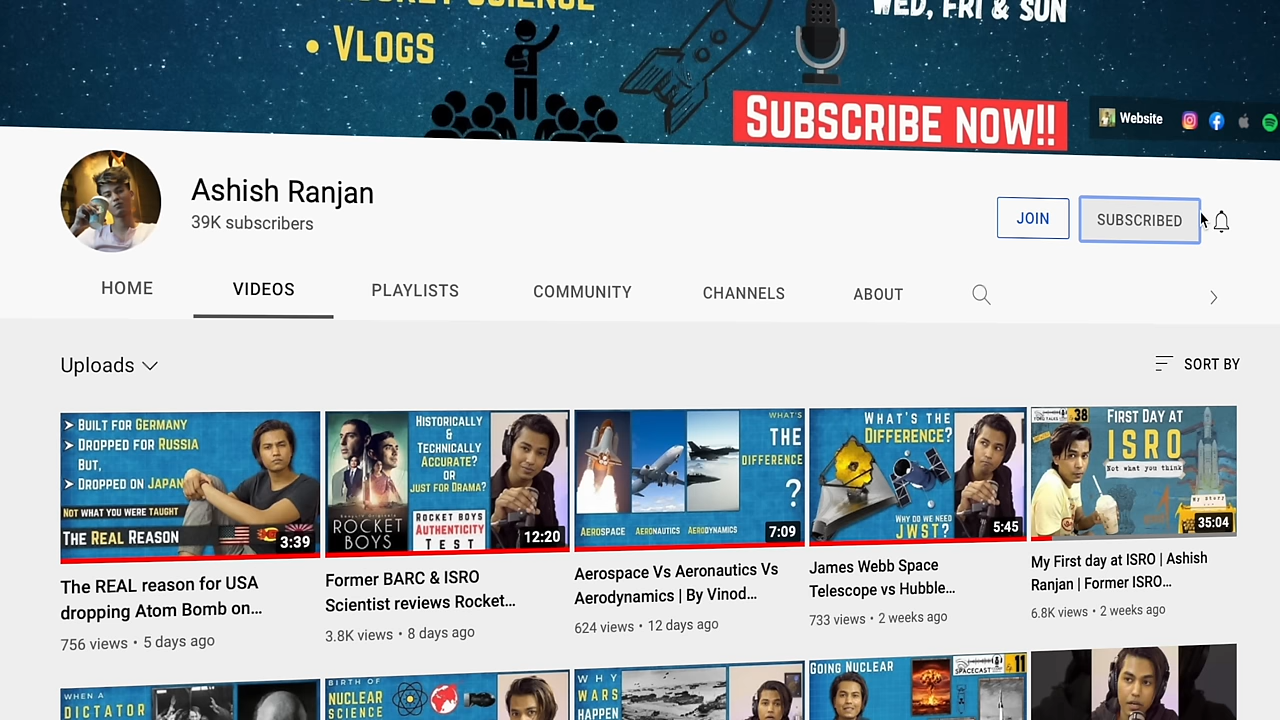 ROCKET SCIENCE
WED, FRI & SUN
• VLOGS
SUBSCRIBE NOW!!
Website
Ashish Ranjan
39K subscribers
JOIN
SUBSCRIBED
HOME
VIDEOS
PLAYLISTS
COMMUNITY
CHANNELS
ABOUT
Uploads
SORT BY
➤ BUILT FOR GERMANY
➤ DROPPED FOR RUSSIA
BUT,
➤ DROPPED ON JAPAN
NOT WHAT YOU WERE TAUGHT
THE REAL REASON
3:39
The REAL reason for USA
dropping Atom Bomb on...
756 views • 5 days ago
HISTORICALLY
&
TECHNICALLY
ACCURATE?
OR
JUST FOR DRAMA?
ROCKET
BOYS
ROCKET BOYS
AUTHENTICITY
TEST
12:20
Former BARC & ISRO
Scientist reviews Rocket...
3.8K views • 8 days ago
WHAT'S
THE
DIFFERENCE
?
AEROSPACE
AERONAUTICS
AERODYNAMICS
7:09
Aerospace Vs Aeronautics Vs
Aerodynamics | By Vinod...
624 views • 12 days ago
WHAT'S THE
DIFFERENCE?
WHY DO WE NEED
JWST?
5:45
James Webb Space
Telescope vs Hubble...
733 views • 2 weeks ago
38
FIRST DAY AT
ISRO
Not what you think
My Story
35:04
My First day at ISRO | Ashish
Ranjan | Former ISRO...
6.8K views • 2 weeks ago
WHEN A
DICTATOR
BIRTH OF
NUCLEAR
SCIENCE
WHY
WARS
HAPPEN
GOING NUCLEAR
SPACECAST
11